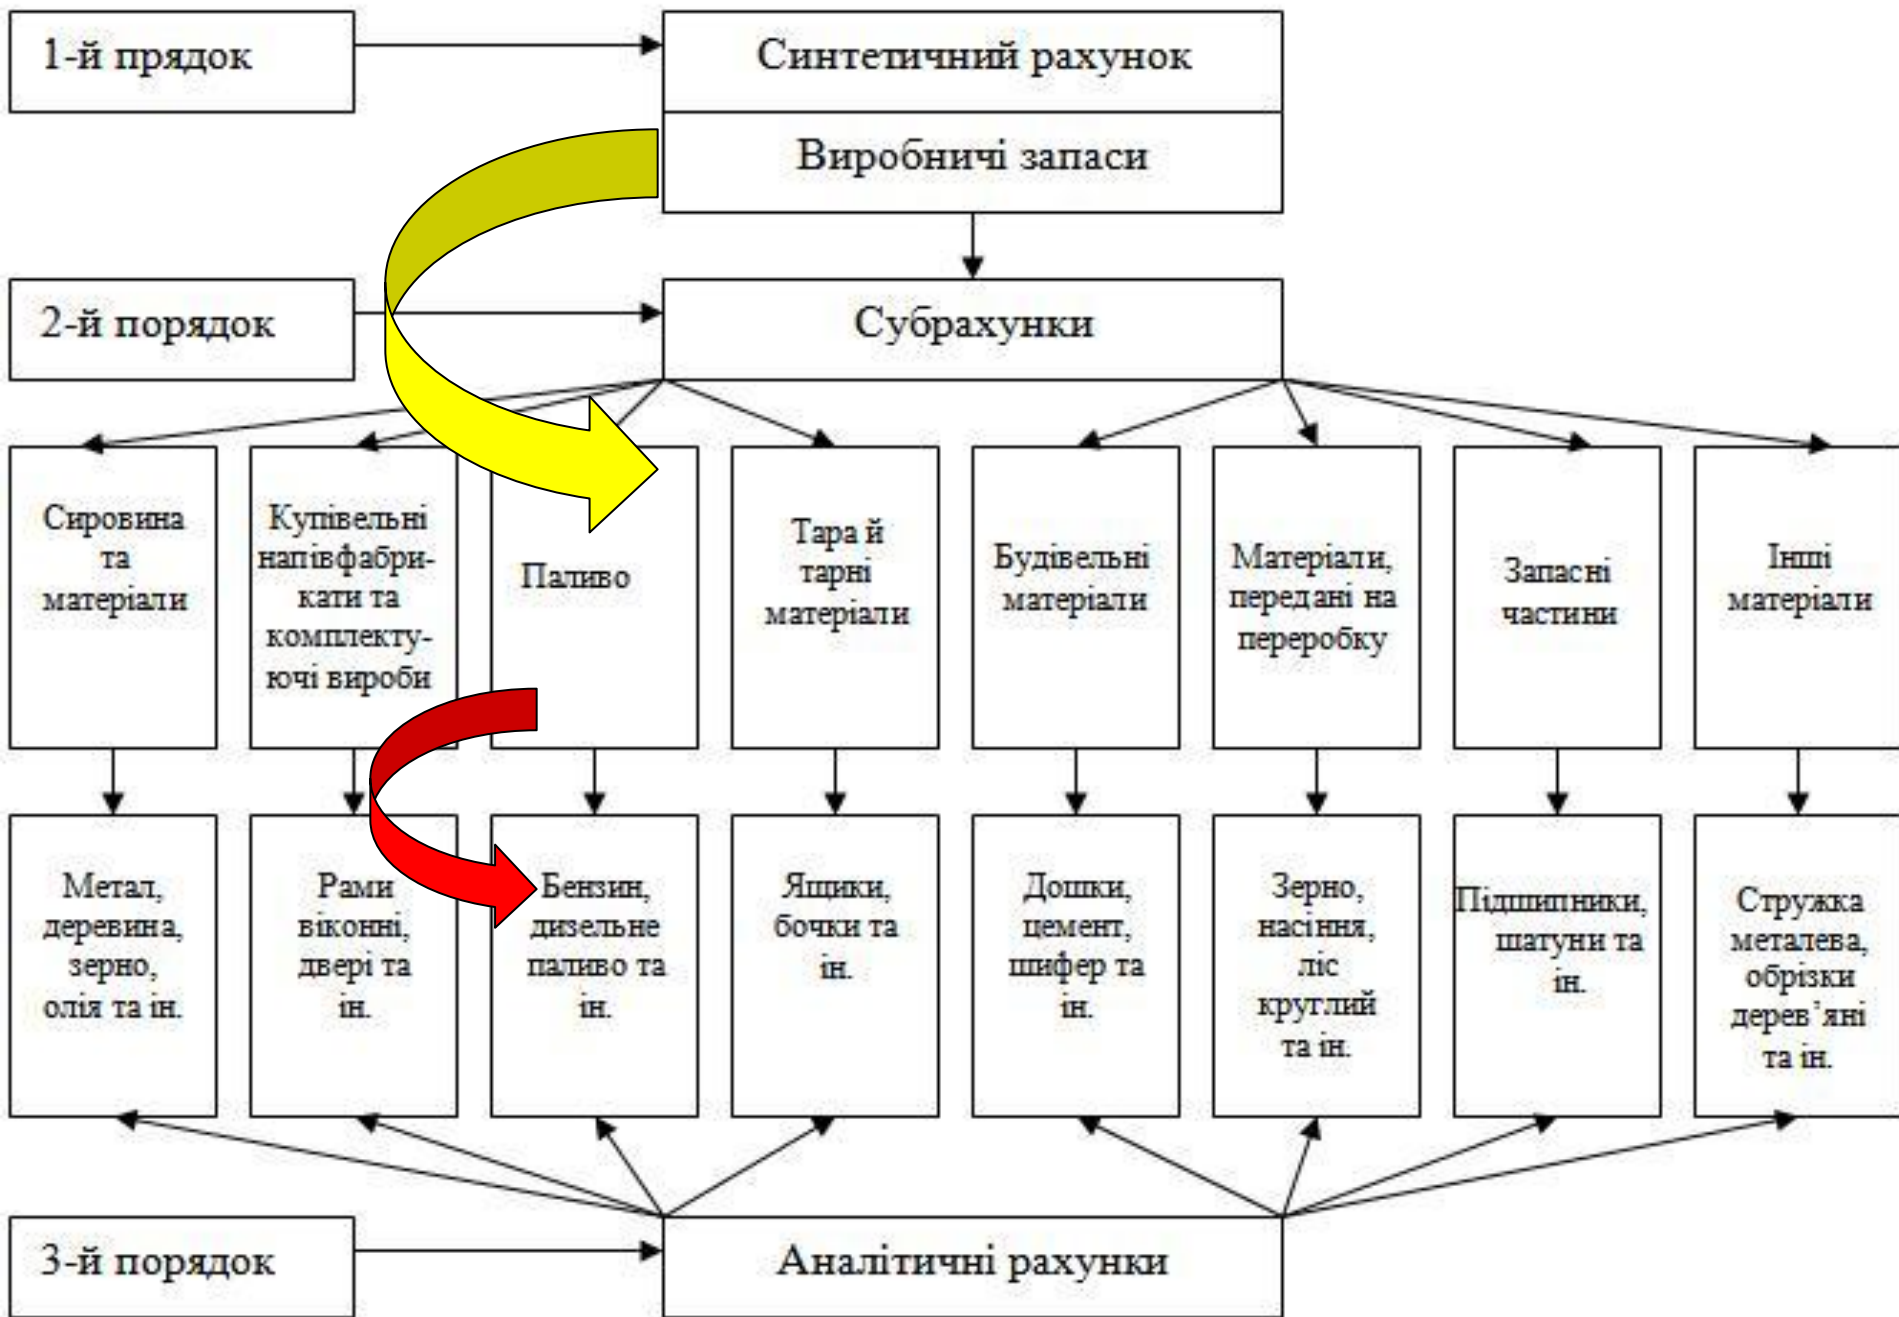 1-й прядок
Синтетичний рахунок
Виробничі запаси
2-й порядок
Субрахунки
Сировина
та
матеріали
Купівельні
напівфабри-
кати та
комплекту-
ючі вироби
Паливо
Тара й
тарні
матеріали
Будівельні
матеріали
Матеріали,
передані на
переробку
Запасні
частини
Інші
матеріали
Метал,
деревина,
зерно,
олія та ін.
Рами
віконні,
двері та
ін.
Бензин,
дизельне
паливо та
ін.
Ящики,
бочки та
ін.
Дошки,
цемент,
шифер та
ін.
Зерно,
насіння,
ліс
круглий
та ін.
Підшипники,
шатуни та
ін.
Стружка
металева,
обрізки
дерев’яні
та ін.
3-й порядок
Аналітичні рахунки